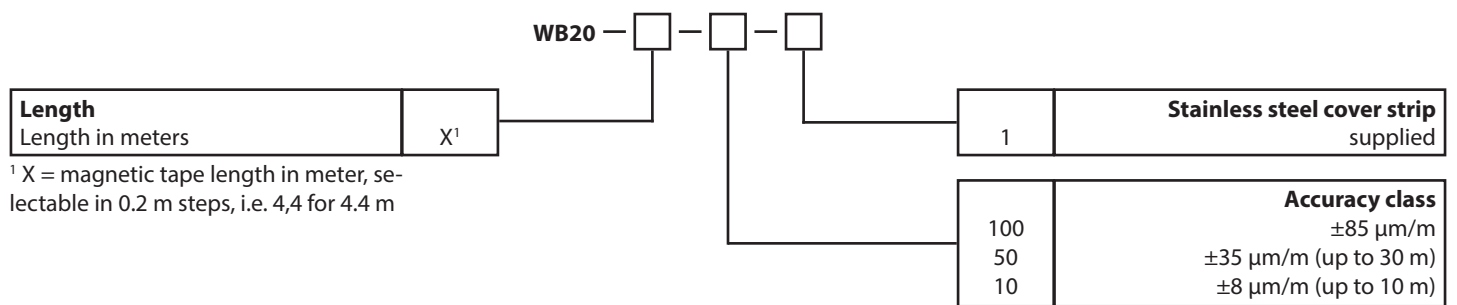 WB20 — □ — □ — □
Length
Length in meters X¹
¹ X = magnetic tape length in meter, se-
lectable in 0.2 m steps, i.e. 4,4 for 4.4 m
Stainless steel cover strip
1 supplied
Accuracy class
100 ±85 µm/m
50 ±35 µm/m (up to 30 m)
10 ±8 µm/m (up to 10 m)